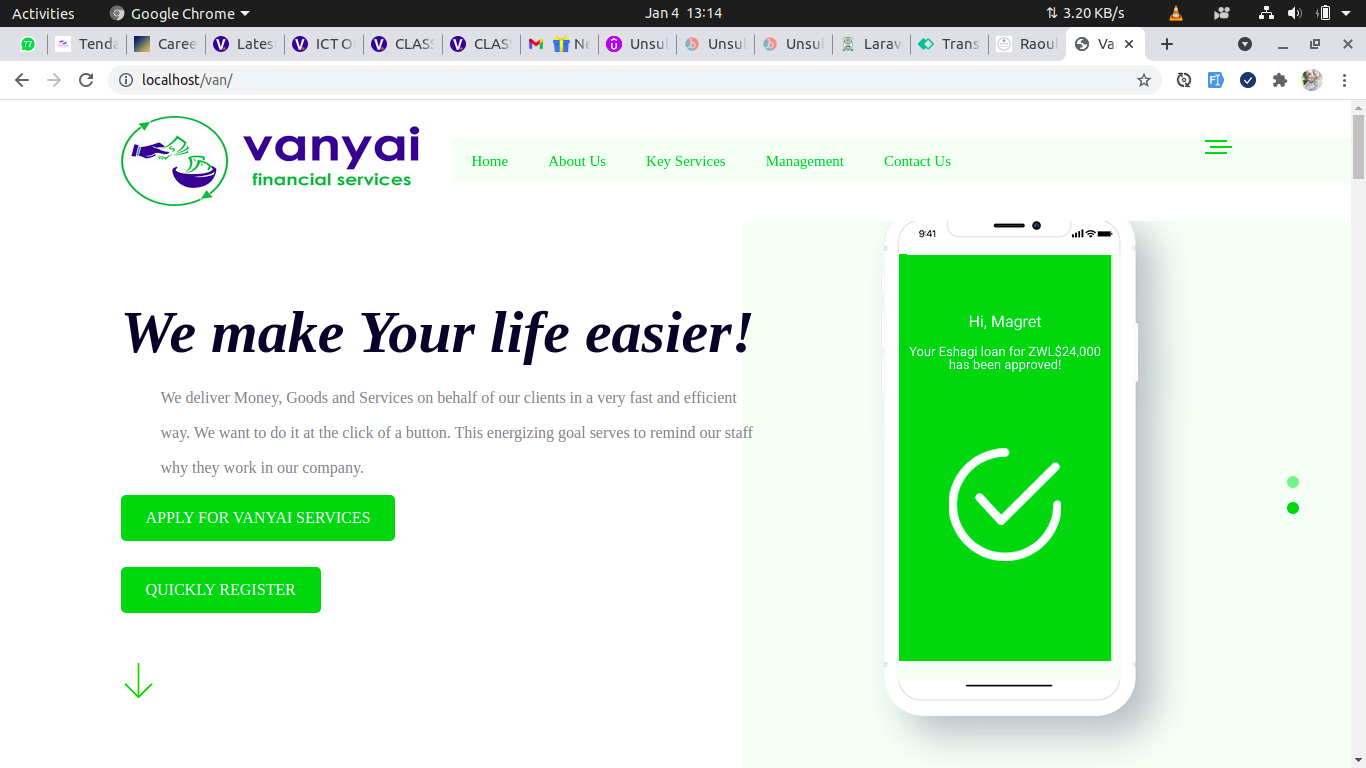 Activities
Google Chrome
Jan 4 13:14
3.20 KB/s
77
Tenda
Caree
Lates
ICT O
CLASS
CLAS
Ne
Unsul
Unsu
Unsu
Larav
Trans
Raoul
Va
localhost/van/
vanyai
financial services
Home
About Us
Key Services
Management
Contact Us
9:41
Hi, Magret
Your Eshagi loan for ZWL$24,000
has been approved!
We make Your life easier!
We deliver Money, Goods and Services on behalf of our clients in a very fast and efficient
way. We want to do it at the click of a button. This energizing goal serves to remind our staff
why they work in our company.
APPLY FOR VANYAI SERVICES
QUICKLY REGISTER